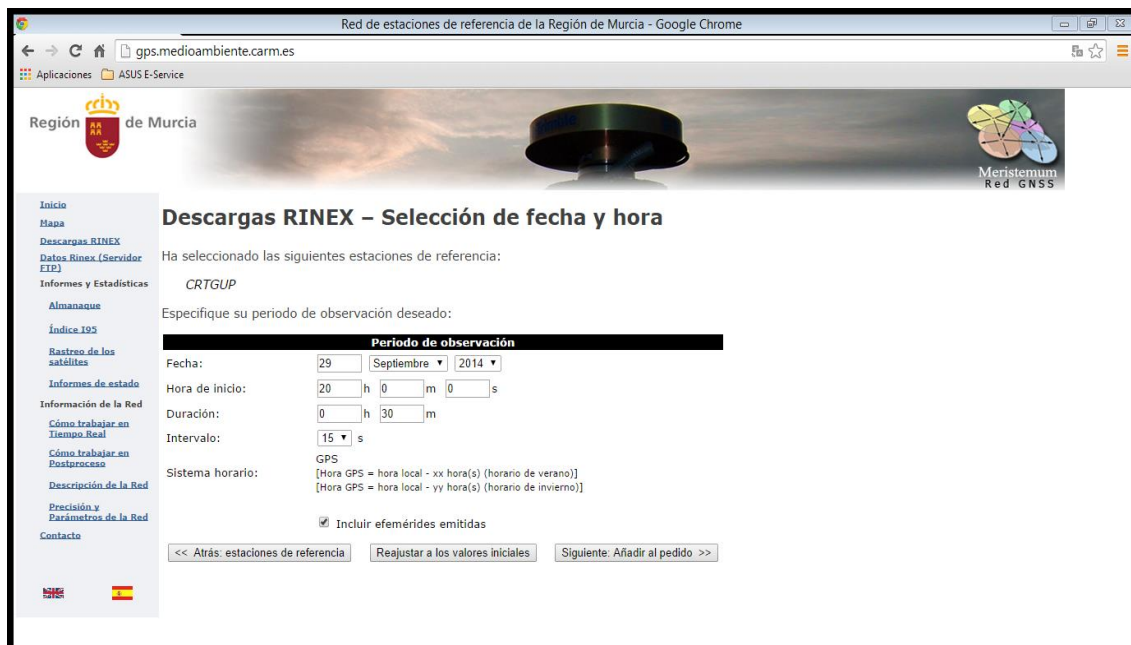 Red de estaciones de referencia de la Región de Murcia - Google Chrome
gps.medioambiente.carm.es
Aplicaciones ASUS E-Service
Región de Murcia
Meristemum
Red GNSS
Inicio
Mapa
Descargas RINEX
Datos Rinex (Servidor
FTP)
Informes y Estadísticas
Almanaque
Índice I95
Rastreo de los
satélites
Informes de estado
Información de la Red
Cómo trabajar en
Tiempo Real
Cómo trabajar en
Postproceso
Descripción de la Red
Precisión y
Parámetros de la Red
Contacto
Descargas RINEX – Selección de fecha y hora
Ha seleccionado las siguientes estaciones de referencia:
CRTGUP
Especifique su periodo de observación deseado:
Periodo de observación
Fecha: 29 Septiembre 2014
Hora de inicio: 20 h 0 m 0 s
Duración: 0 h 30 m
Intervalo: 15 s
Sistema horario:
GPS
[Hora GPS = hora local - xx hora(s) (horario de verano)]
[Hora GPS = hora local - yy hora(s) (horario de invierno)]
Incluir efemérides emitidas
<< Atrás: estaciones de referencia Reajustar a los valores iniciales Siguiente: Añadir al pedido >>